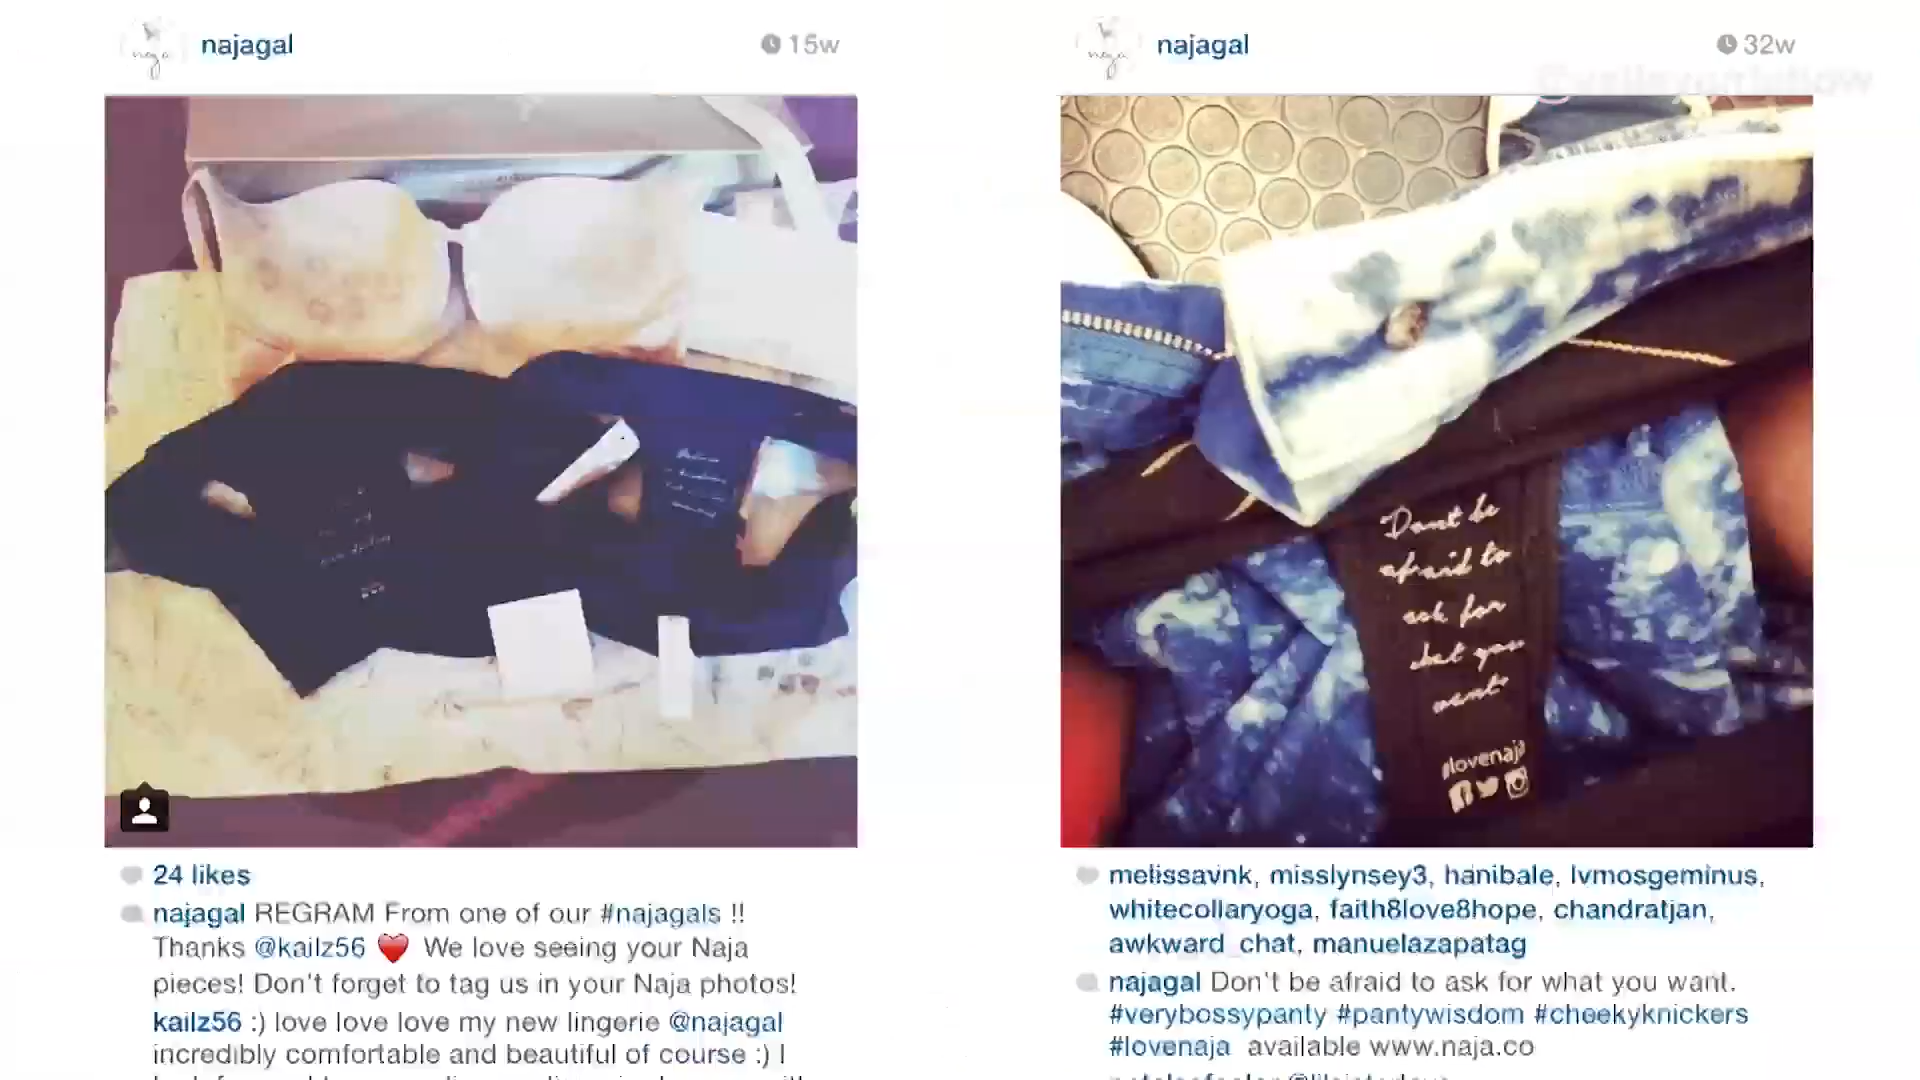 naja
najagal
15w
24 likes
najagal REGRAM From one of our #najagals !!
Thanks @kailz56 ❤ We love seeing your Naja
pieces! Don't forget to tag us in your Naja photos!
kailz56 :) love love love my new lingerie @najagal
incredibly comfortable and beautiful of course :) I
naja
najagal
32w
Dont be
afraid to
ask for
what you
want
#lovenaja
melissavnk, misslynsey3, hanibale, lvmosgeminus,
whitecollaryoga, faith8love8hope, chandratjan,
awkward_chat, manuelazapatag
najagal Don't be afraid to ask for what you want.
#verybossypanty #pantywisdom #cheekyknickers
#lovenaja available www.naja.co